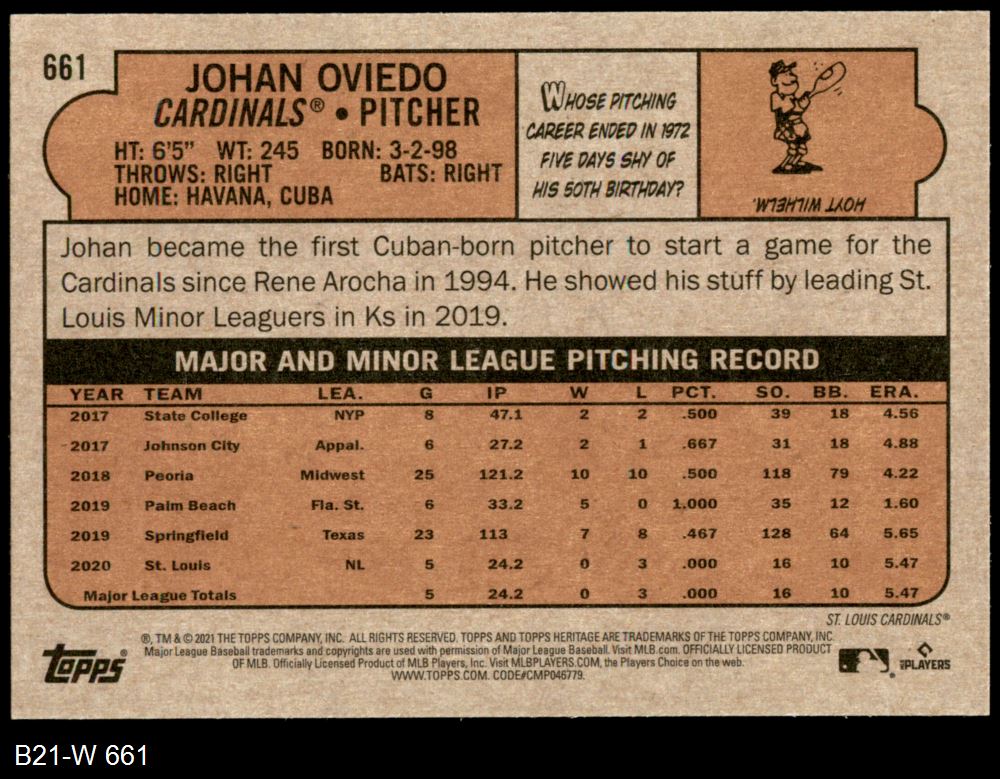 661
JOHAN OVIEDO
CARDINALS® • PITCHER
HT: 6'5" WT: 245 BORN: 3-2-98
THROWS: RIGHT BATS: RIGHT
HOME: HAVANA, CUBA
WHOSE PITCHING
CAREER ENDED IN 1972
FIVE DAYS SHY OF
HIS 50TH BIRTHDAY?
HOYT WILHELM.
Johan became the first Cuban-born pitcher to start a game for the
Cardinals since Rene Arocha in 1994. He showed his stuff by leading St.
Louis Minor Leaguers in Ks in 2019.
MAJOR AND MINOR LEAGUE PITCHING RECORD
YEAR TEAM LEA. G IP W L PCT. SO. BB. ERA.
2017 State College NYP 8 47.1 2 2 .500 39 18 4.56
2017 Johnson City Appal. 6 27.2 2 1 .667 31 18 4.88
2018 Peoria Midwest 25 121.2 10 10 .500 118 79 4.22
2019 Palm Beach Fla. St. 6 33.2 5 0 1.000 35 12 1.60
2019 Springfield Texas 23 113 7 8 .467 128 64 5.65
2020 St. Louis NL 5 24.2 0 3 .000 16 10 5.47
Major League Totals 5 24.2 0 3 .000 16 10 5.47
ST. LOUIS CARDINALS®
®, TM & © 2021 THE TOPPS COMPANY, INC. ALL RIGHTS RESERVED. TOPPS AND TOPPS HERITAGE ARE TRADEMARKS OF THE TOPPS COMPANY, INC.
Major League Baseball trademarks and copyrights are used with permission of Major League Baseball. Visit MLB.com. OFFICIALLY LICENSED PRODUCT
OF MLB. Officially Licensed Product of MLB Players, Inc. Visit MLBPLAYERS.COM, the Players Choice on the web.
WWW.TOPPS.COM. CODE#CMP046779.
topps®
PLAYERS
B21-W 661